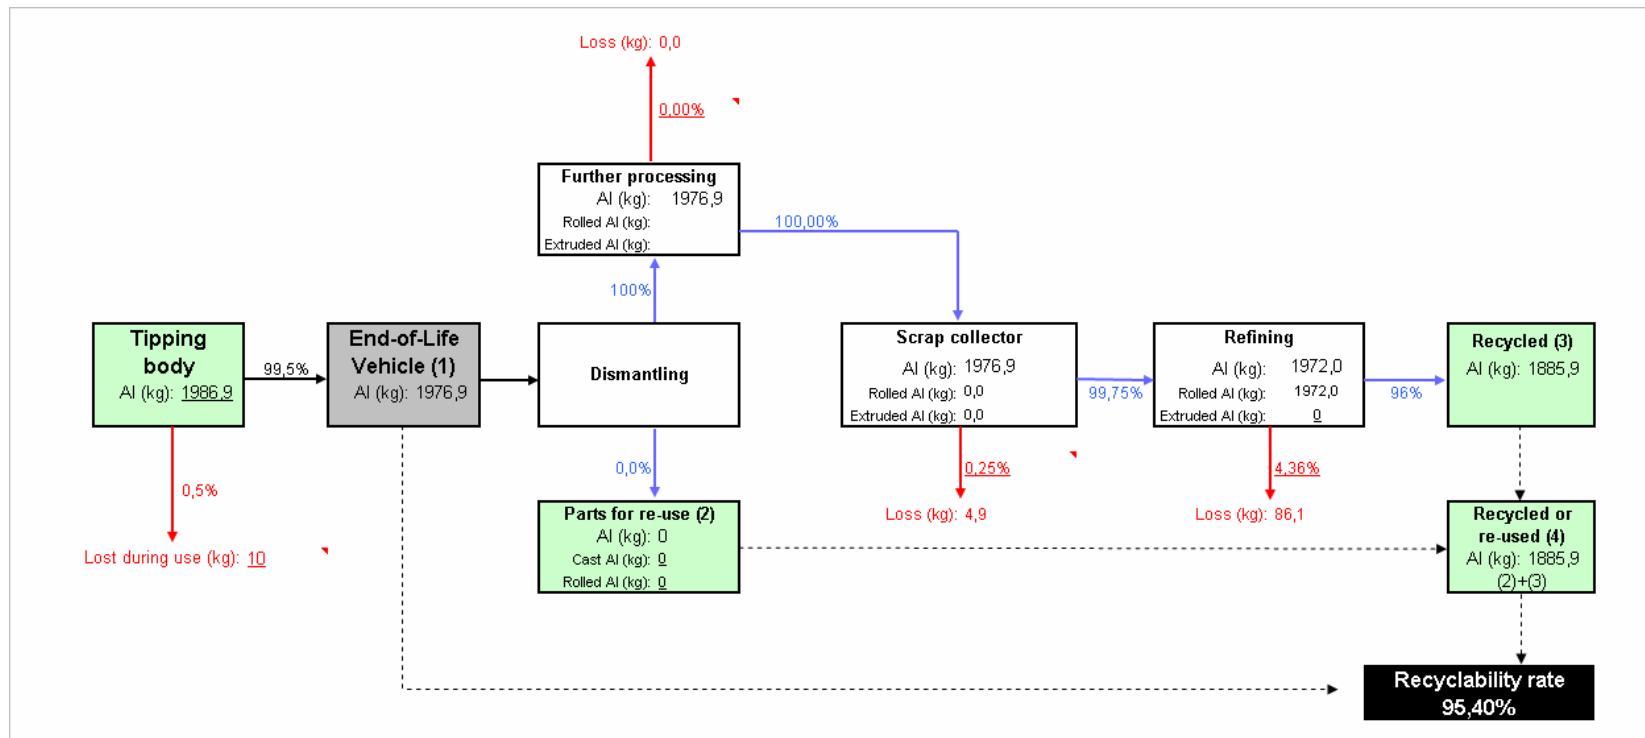 Loss (kg): 0,0
0,00%
Further processing
Al (kg): 1976,9
Rolled Al (kg):
Extruded Al (kg):
100,00%
100%
Tipping
body
Al (kg): 1986,9
99,5%
End-of-Life
Vehicle (1)
Al (kg): 1976,9
Dismantling
Scrap collector
Al (kg): 1976,9
Rolled Al (kg): 0,0
Extruded Al (kg): 0,0
99,75%
Refining
Al (kg): 1972,0
Rolled Al (kg): 1972,0
Extruded Al (kg): 0
96%
Recycled (3)
Al (kg): 1885,9
0,5%
Lost during use (kg): 10
0,0%
Parts for re-use (2)
Al (kg): 0
Cast Al (kg): 0
Rolled Al (kg): 0
0,25%
Loss (kg): 4,9
4,36%
Loss (kg): 86,1
Recycled or
re-used (4)
Al (kg): 1885,9
(2)+(3)
Recyclability rate
95,40%